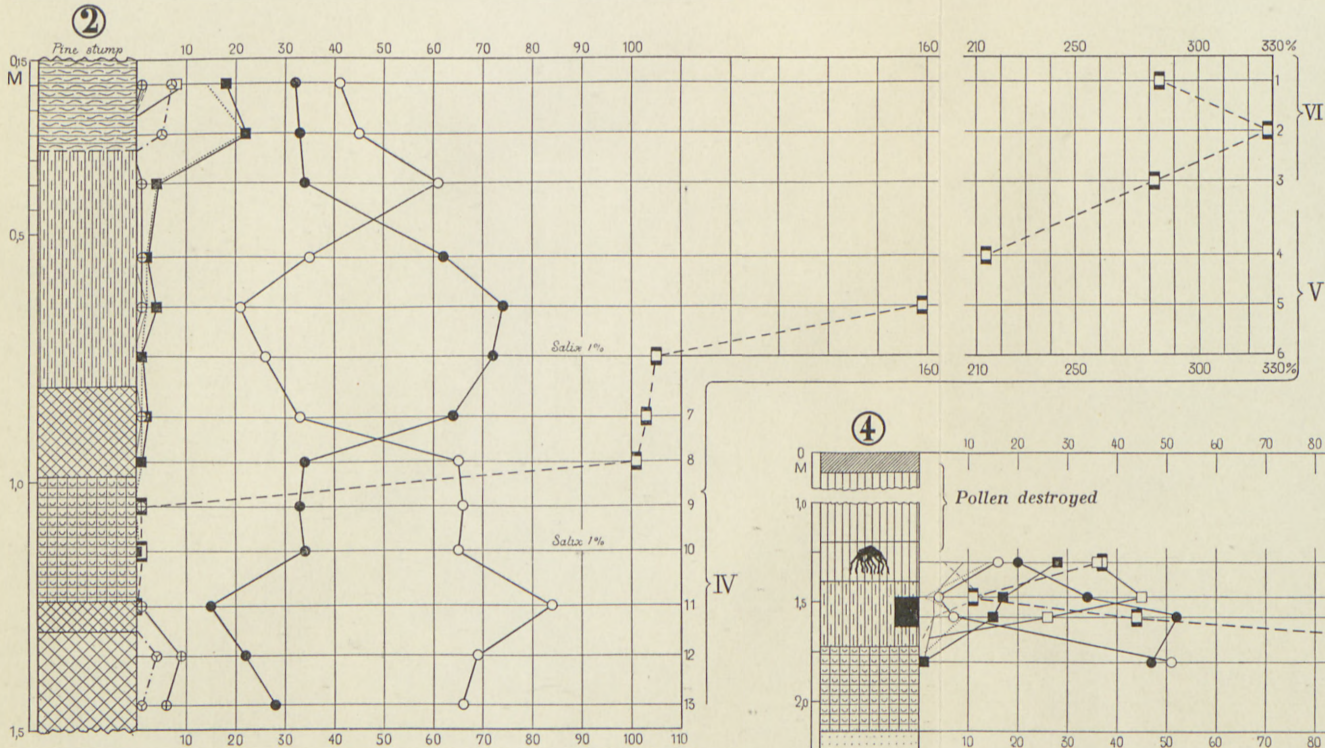 ②
Pine stump
10 20 30 40 50 60 70 80 90 100 160 210 250 300 330%
0,15
M
1
2
VI
3
0,5
4
V
5
Salix 1%
6
160 210 250 300 330%
7
8
1,0
9
Salix 1%
10
IV
11
12
13
1,5
10 20 30 40 50 60 70 80 90 100 110
④
10 20 30 40 50 60 70 80
0
M
Pollen destroyed
1,0
1,5
2,0
10 20 30 40 50 60 70 80